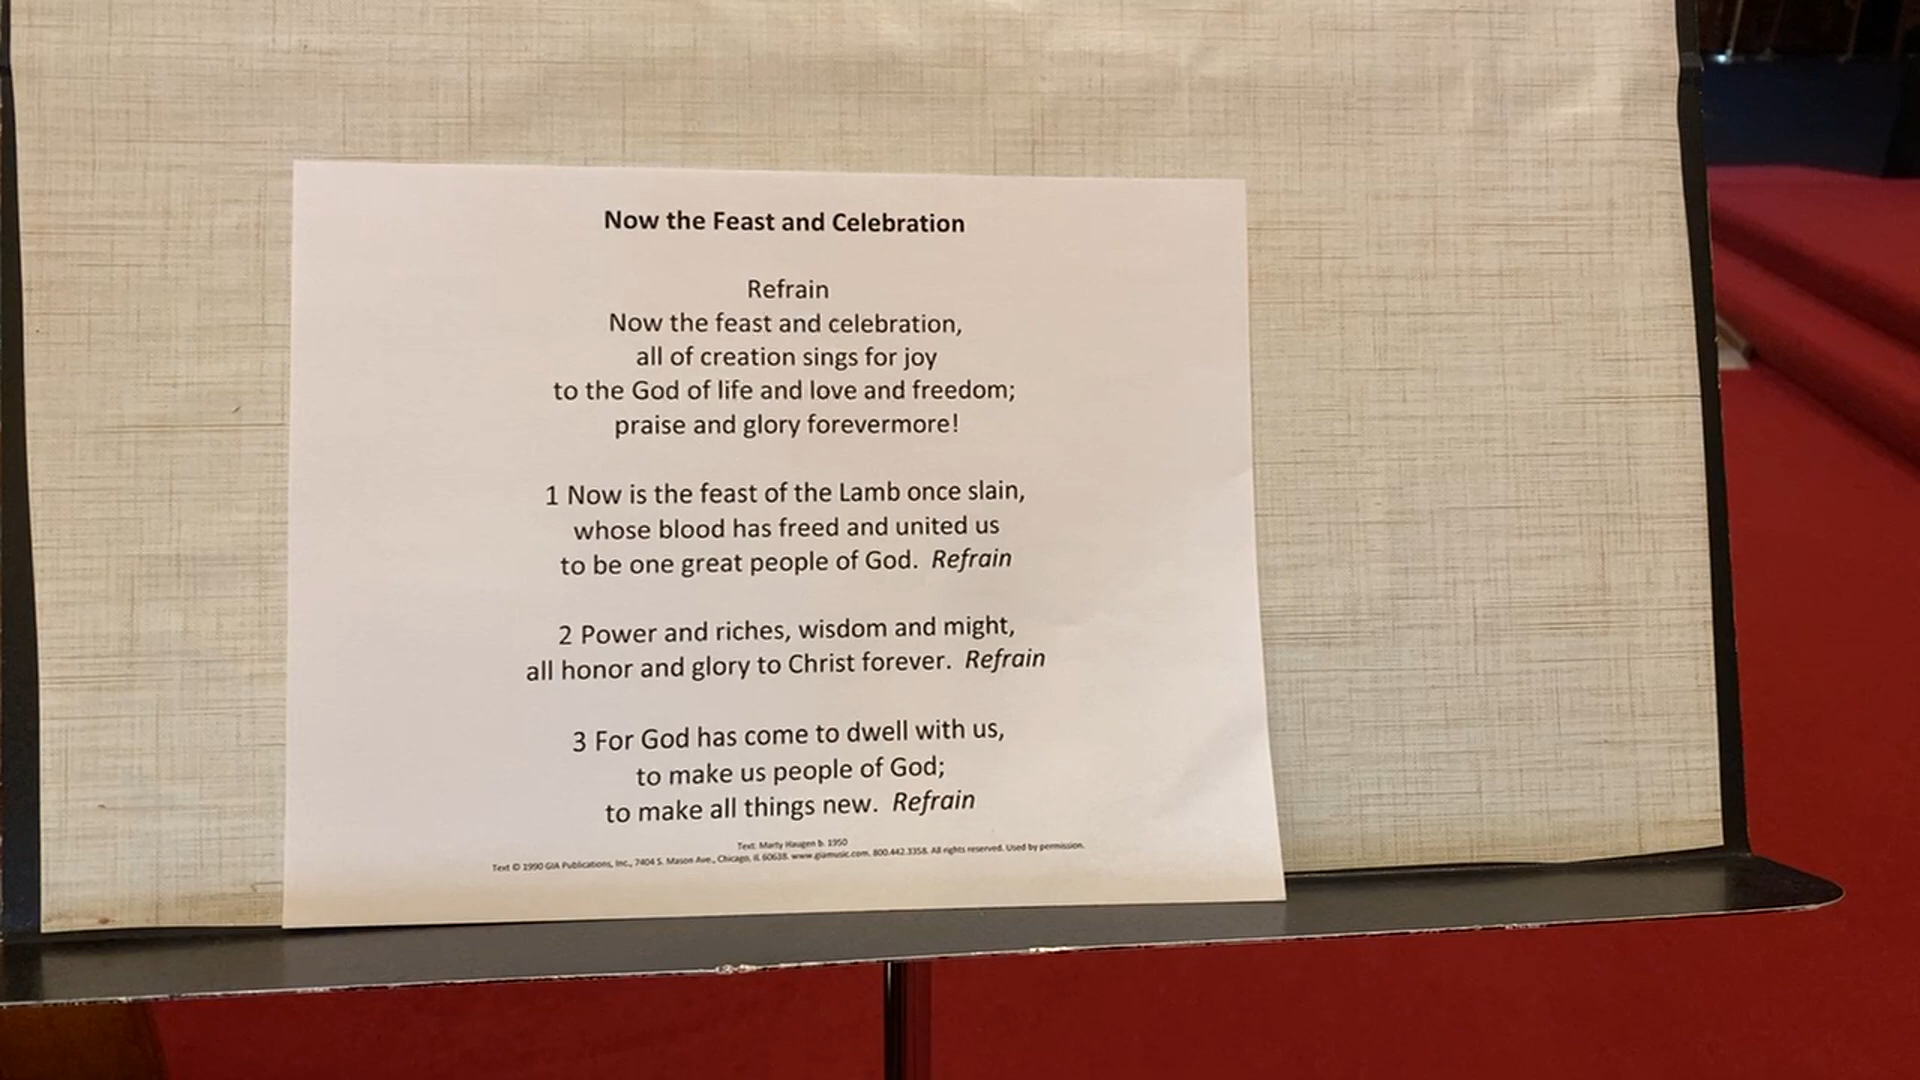 Now the Feast and Celebration
Refrain
Now the feast and celebration,
all of creation sings for joy
to the God of life and love and freedom;
praise and glory forevermore!
1 Now is the feast of the Lamb once slain,
whose blood has freed and united us
to be one great people of God. Refrain
2 Power and riches, wisdom and might,
all honor and glory to Christ forever. Refrain
3 For God has come to dwell with us,
to make us people of God;
to make all things new. Refrain
Text: Marty Haugen b. 1950
Text © 1990 GIA Publications, Inc., 7404 S. Mason Ave., Chicago, IL 60638. www.giamusic.com. 800.442.3358. All rights reserved. Used by permission.